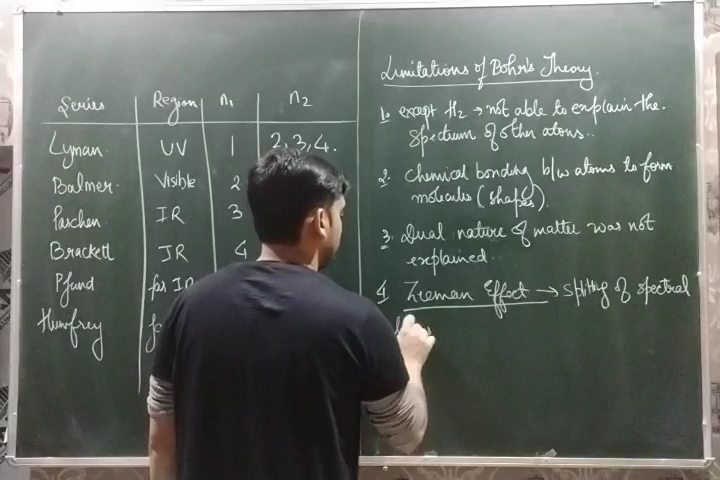 Series Region n1 n2
Lyman UV 1 2, 3, 4.
Balmer. Visible 2
Paschen IR 3
Brackett IR 4
Pfund far IR
Humfrey
Limitations of Bohr's Theory.
1. except H2 → not able to explain the.
spectrum of other atoms..
2. Chemical bonding b/w atoms to form
molecules (shapes).
3. Dual nature of matter was not
explained.
4. Zeeman Effect → Spliting of spectral